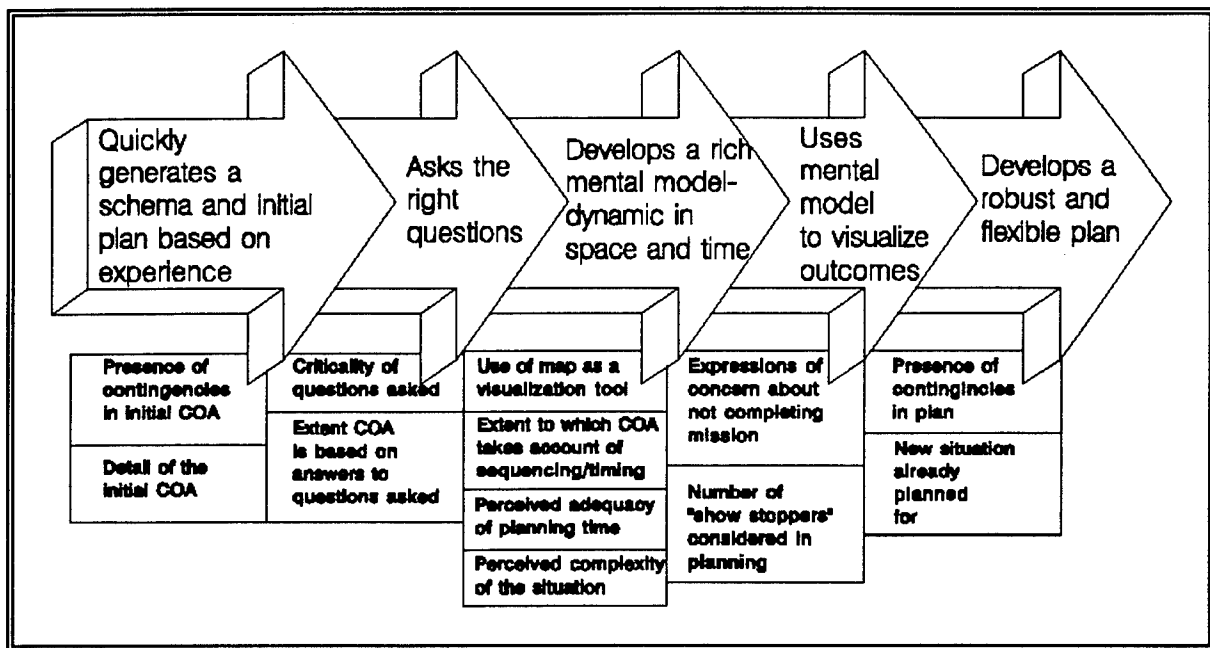 Quickly
generates a
schema and initial
plan based on
experience
Asks the
right
questions
Develops a rich
mental model-
dynamic in
space and time
Uses
mental
model
to visualize
outcomes
Develops a
robust and
flexible plan
Presence of
contingencies
in initial COA
Detail of the
initial COA
Criticality of
questions asked
Extent COA
is based on
answers to
questions asked
Use of map as a
visualization tool
Extent to which COA
takes account of
sequencing/timing
Perceived adequacy
of planning time
Perceived complexity
of the situation
Expressions of
concern about
not completing
mission
Number of
"show stoppers"
considered in
planning
Presence of
contingincies
in plan
New situation
already
planned
for